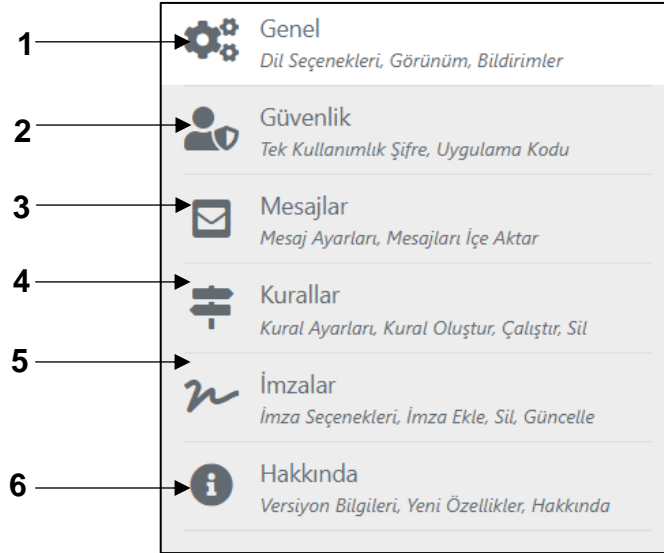 1
Genel
Dil Seçenekleri, Görünüm, Bildirimler
2
Güvenlik
Tek Kullanımlık Şifre, Uygulama Kodu
3
Mesajlar
Mesaj Ayarları, Mesajları İçe Aktar
4
Kurallar
Kural Ayarları, Kural Oluştur, Çalıştır, Sil
5
İmzalar
İmza Seçenekleri, İmza Ekle, Sil, Güncelle
6
Hakkında
Versiyon Bilgileri, Yeni Özellikler, Hakkında